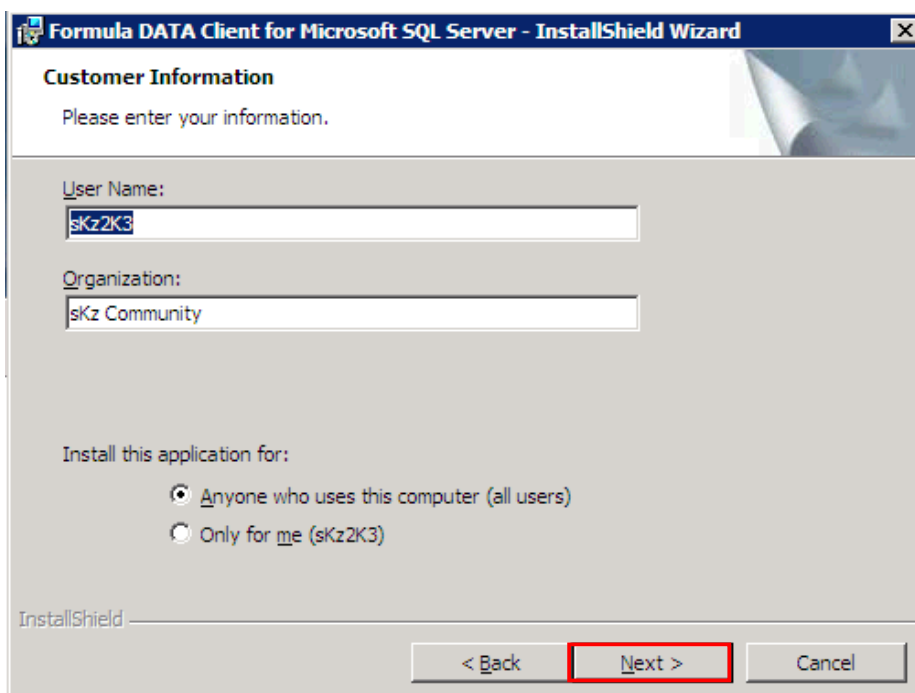 Formula DATA Client for Microsoft SQL Server - InstallShield Wizard
Customer Information
Please enter your information.
User Name:
sKz2K3
Organization:
sKz Community
Install this application for:
Anyone who uses this computer (all users)
Only for me (sKz2K3)
InstallShield
< Back Next > Cancel